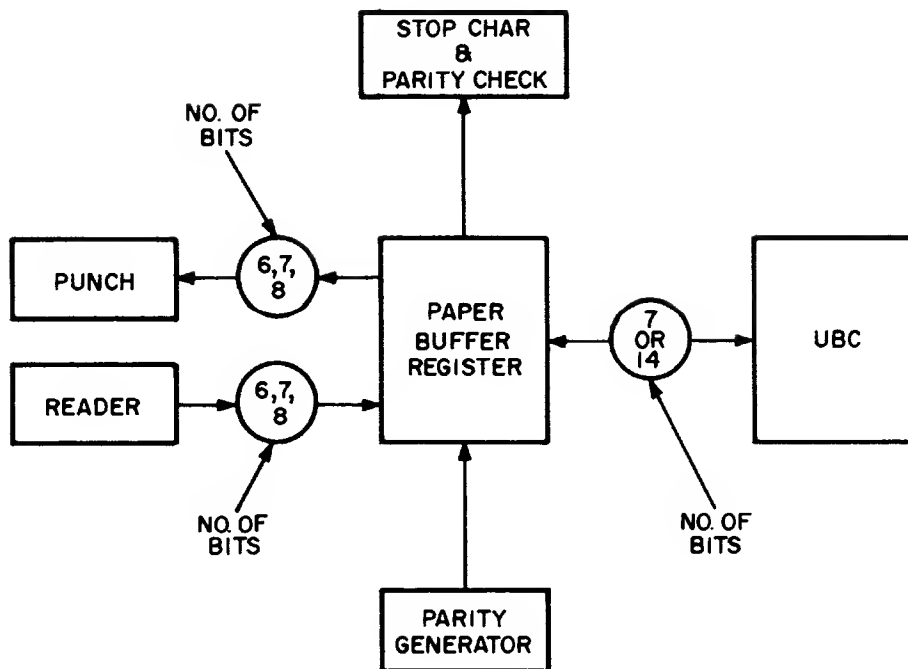 STOP CHAR
&
PARITY CHECK
NO. OF
BITS
PUNCH
6,7,
8
PAPER
BUFFER
REGISTER
7
OR
14
UBC
READER
6,7,
8
NO. OF
BITS
NO. OF
BITS
PARITY
GENERATOR